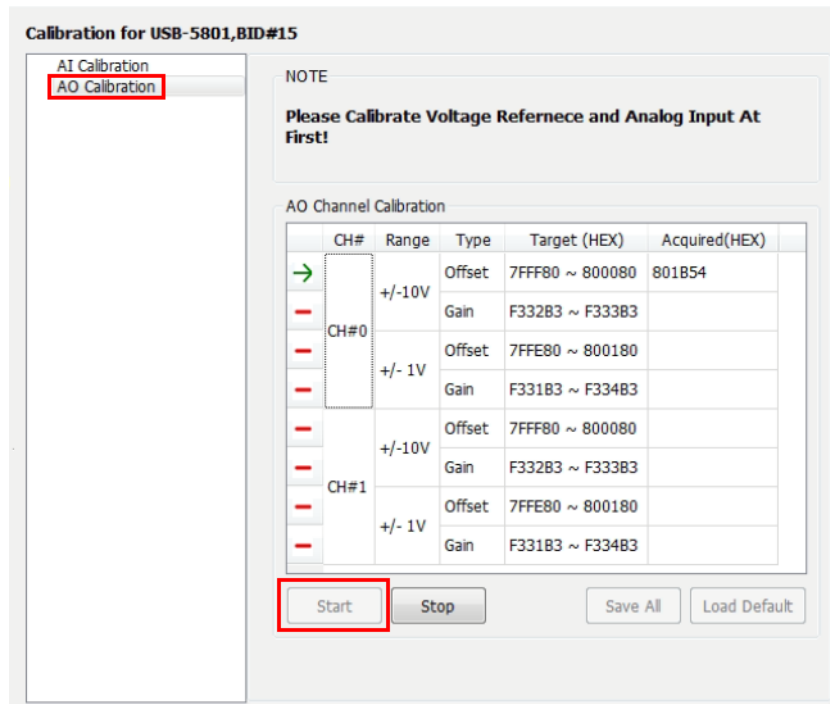 Calibration for USB-5801,BID#15
AI Calibration
AO Calibration
NOTE
Please Calibrate Voltage Refernece and Analog Input At
First!
AO Channel Calibration
CH# Range Type Target (HEX) Acquired(HEX)
CH#0 +/-10V Offset 7FFF80 ~ 800080 801B54
Gain F332B3 ~ F333B3
+/- 1V Offset 7FFE80 ~ 800180
Gain F331B3 ~ F334B3
CH#1 +/-10V Offset 7FFF80 ~ 800080
Gain F332B3 ~ F333B3
+/- 1V Offset 7FFE80 ~ 800180
Gain F331B3 ~ F334B3
Start Stop Save All Load Default